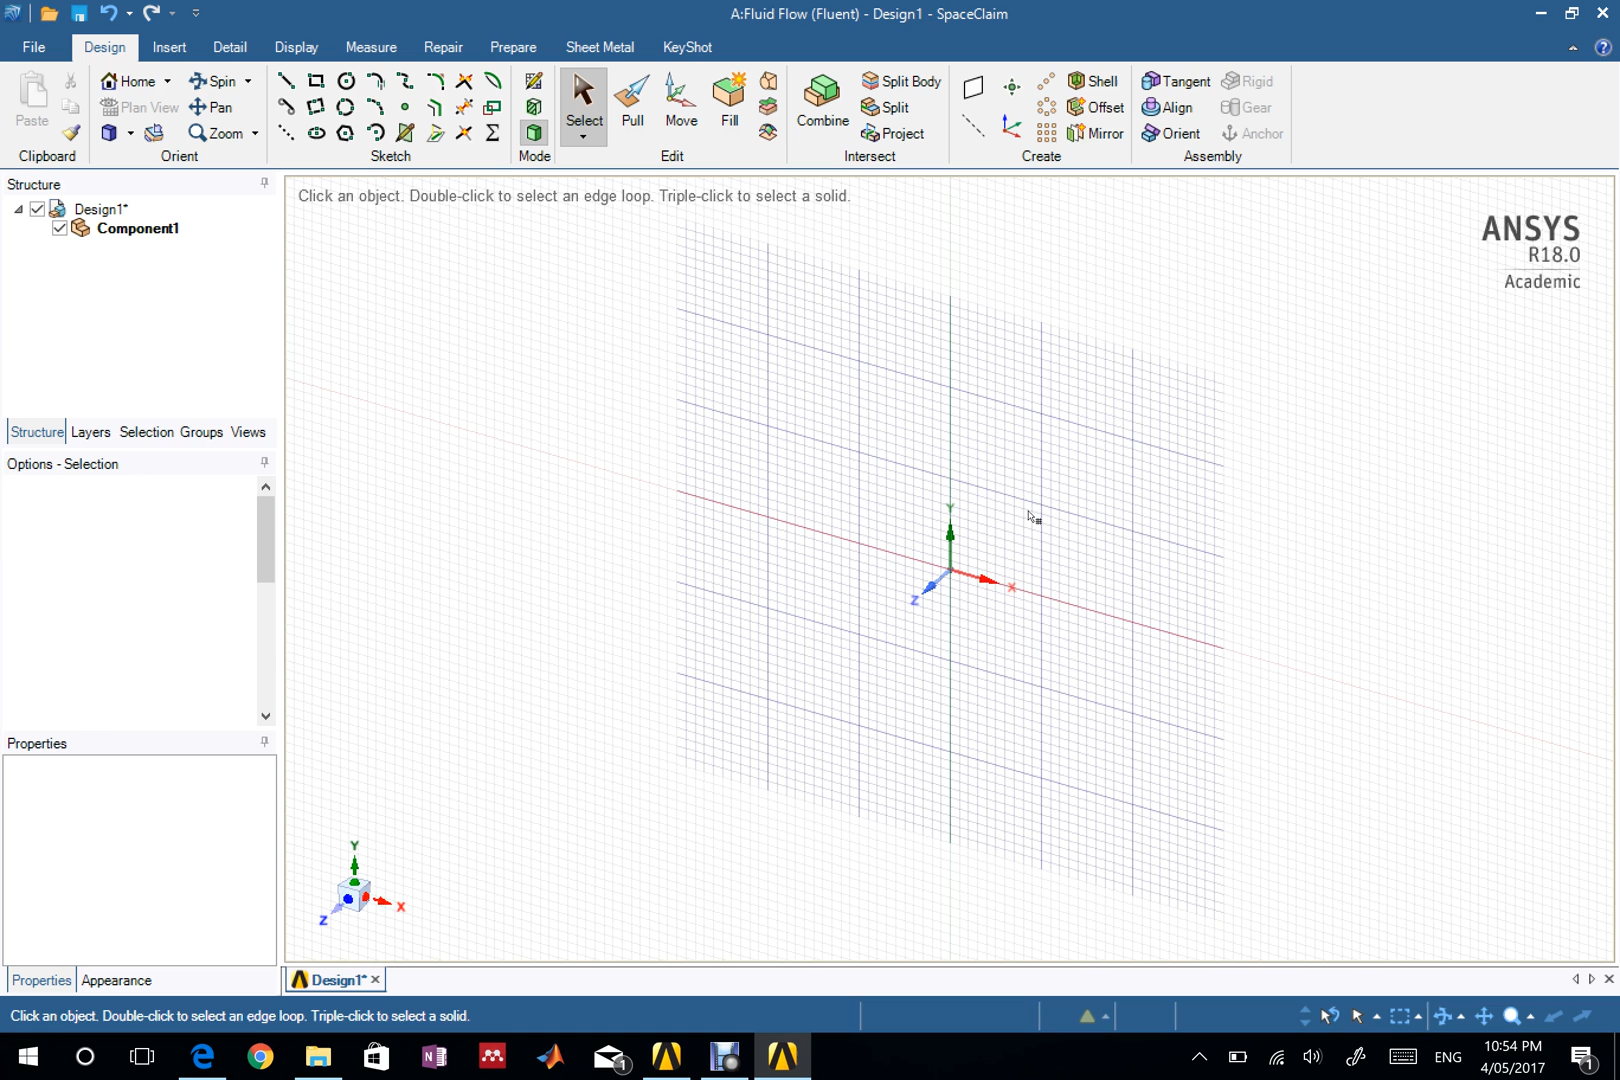 A:Fluid Flow (Fluent) - Design1 - SpaceClaim
File Design Insert Detail Display Measure Repair Prepare Sheet Metal KeyShot
Paste
Clipboard
Home Spin
Plan View Pan
Zoom
Orient
Sketch
Mode
Select Pull Move Fill
Edit
Combine
Split Body
Split
Project
Intersect
Shell
Offset
Mirror
Create
Tangent Rigid
Align Gear
Orient Anchor
Assembly
Structure
Design1*
Component1
Structure Layers Selection Groups Views
Options - Selection
Properties
Properties Appearance
Click an object. Double-click to select an edge loop. Triple-click to select a solid.
ANSYS
R18.0
Academic
Y
X
Z
Y
X
Z
Design1*
Click an object. Double-click to select an edge loop. Triple-click to select a solid.
1
ENG
10:54 PM
4/05/2017
1